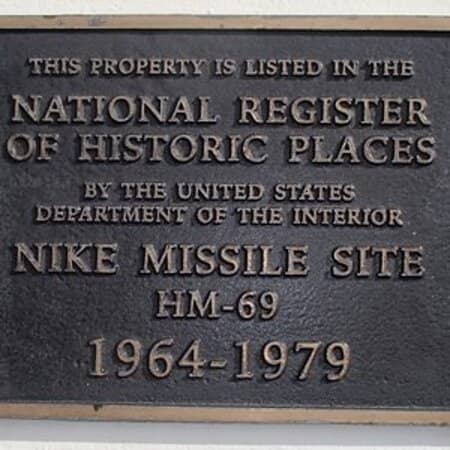 THIS PROPERTY IS LISTED IN THE
NATIONAL REGISTER
OF HISTORIC PLACES
BY THE UNITED STATES
DEPARTMENT OF THE INTERIOR
NIKE MISSILE SITE
HM-69
1964-1979